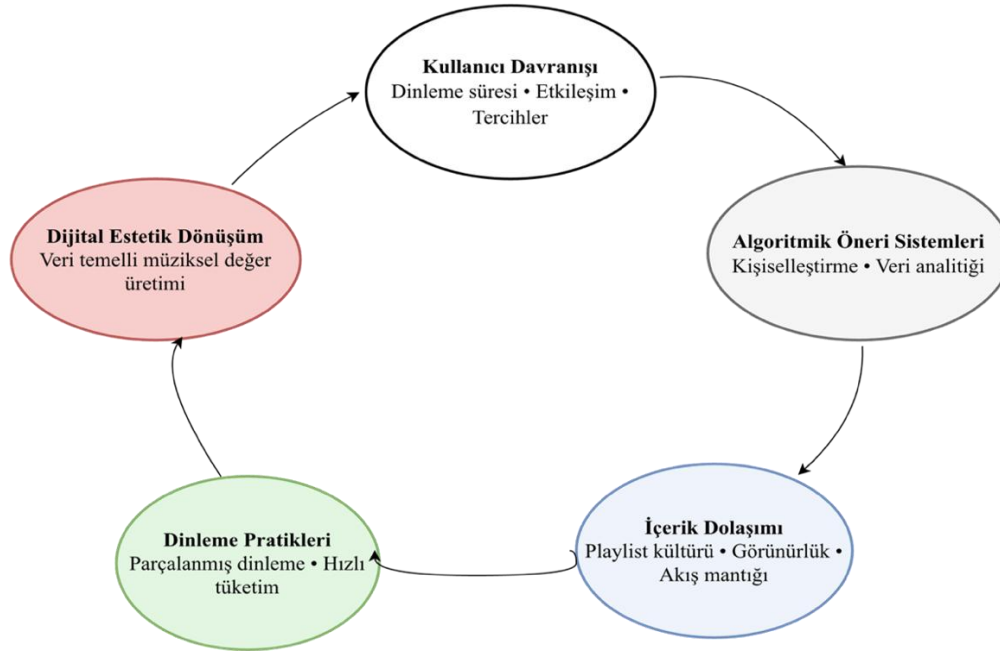 Kullanıcı Davranışı
Dinleme süresi • Etkileşim •
Tercihler
Algoritmik Öneri Sistemleri
Kişiselleştirme • Veri analitiği
İçerik Dolaşımı
Playlist kültürü • Görünürlük •
Akış mantığı
Dinleme Pratikleri
Parçalanmış dinleme • Hızlı
tüketim
Dijital Estetik Dönüşüm
Veri temelli müziksel değer
üretimi